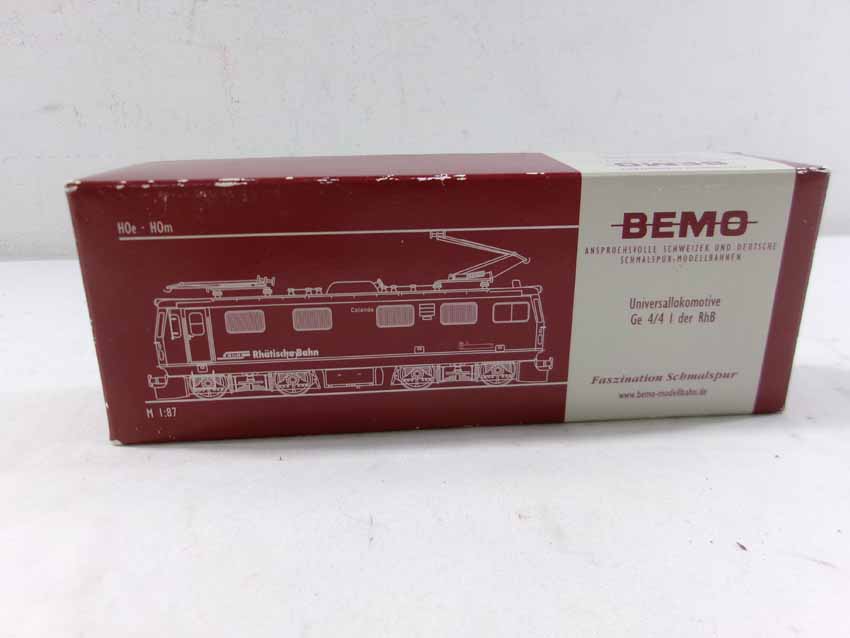 H0e · H0m
Calanda
Rhätische Bahn
M 1:87
BEMO
BEMO
ANSPRUCHSVOLLE SCHWEIZER UND DEUTSCHE
SCHMALSPUR-MODELLBAHNEN
Universallokomotive
Ge 4/4 I der RhB
Faszination Schmalspur
www.bemo-modellbahn.de